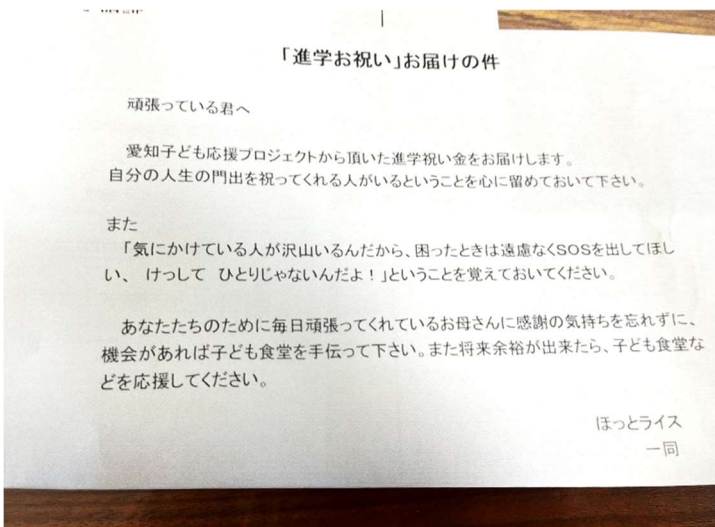 「進学お祝い」お届けの件
頑張っている君へ
愛知子ども応援プロジェクトから頂いた進学祝い金をお届けします。
自分の人生の門出を祝ってくれる人がいるということを心に留めておいて下さい。
また
「気にかけている人が沢山いるんだから、困ったときは遠慮なくSOSを出してほし
い、 けっして ひとりじゃないんだよ！」ということを覚えておいてください。
あなたたちのために毎日頑張ってくれているお母さんに感謝の気持ちを忘れずに、
機会があれば子ども食堂を手伝って下さい。また将来余裕が出来たら、子ども食堂な
どを応援してください。
ほっとライス
一同